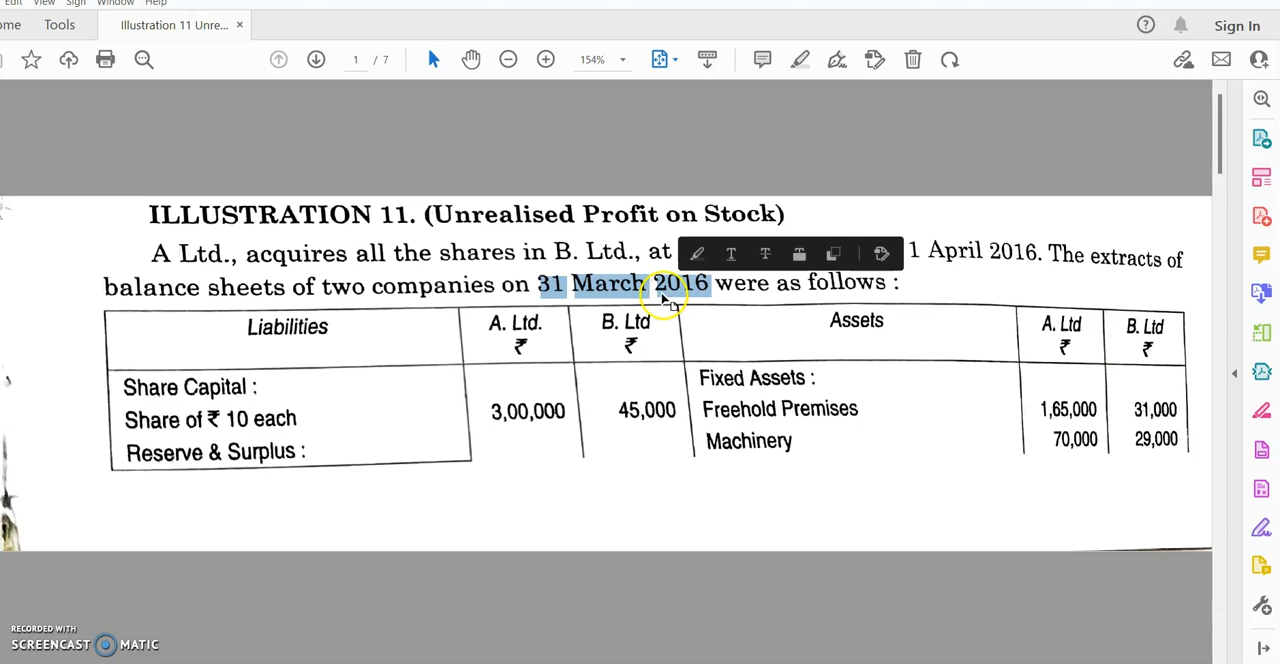 Edit View Sign Window Help
ome Tools Illustration 11 Unre... × Sign In
1 / 7 154%
ILLUSTRATION 11. (Unrealised Profit on Stock)
A Ltd., acquires all the shares in B. Ltd., at 1 April 2016. The extracts of
balance sheets of two companies on 31 March 2016 were as follows :
Liabilities A. Ltd. ₹ B. Ltd ₹ Assets A. Ltd ₹ B. Ltd ₹
Share Capital : Fixed Assets :
Share of ₹ 10 each 3,00,000 45,000 Freehold Premises 1,65,000 31,000
Reserve & Surplus : Machinery 70,000 29,000
RECORDED WITH
SCREENCAST MATIC